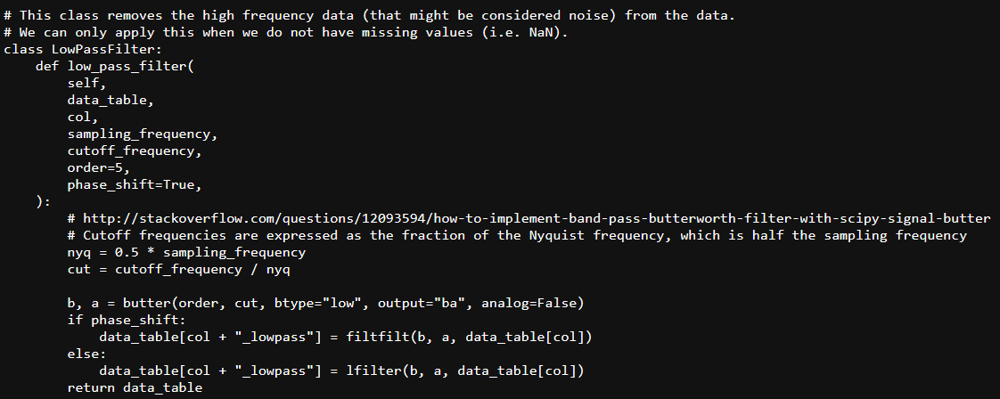 # This class removes the high frequency data (that might be considered noise) from the data.
# We can only apply this when we do not have missing values (i.e. NaN).
class LowPassFilter:
    def low_pass_filter(
        self,
        data_table,
        col,
        sampling_frequency,
        cutoff_frequency,
        order=5,
        phase_shift=True,
    ):
        # http://stackoverflow.com/questions/12093594/how-to-implement-band-pass-butterworth-filter-with-scipy-signal-butter
        # Cutoff frequencies are expressed as the fraction of the Nyquist frequency, which is half the sampling frequency
        nyq = 0.5 * sampling_frequency
        cut = cutoff_frequency / nyq

        b, a = butter(order, cut, btype="low", output="ba", analog=False)
        if phase_shift:
            data_table[col + "_lowpass"] = filtfilt(b, a, data_table[col])
        else:
            data_table[col + "_lowpass"] = lfilter(b, a, data_table[col])
        return data_table